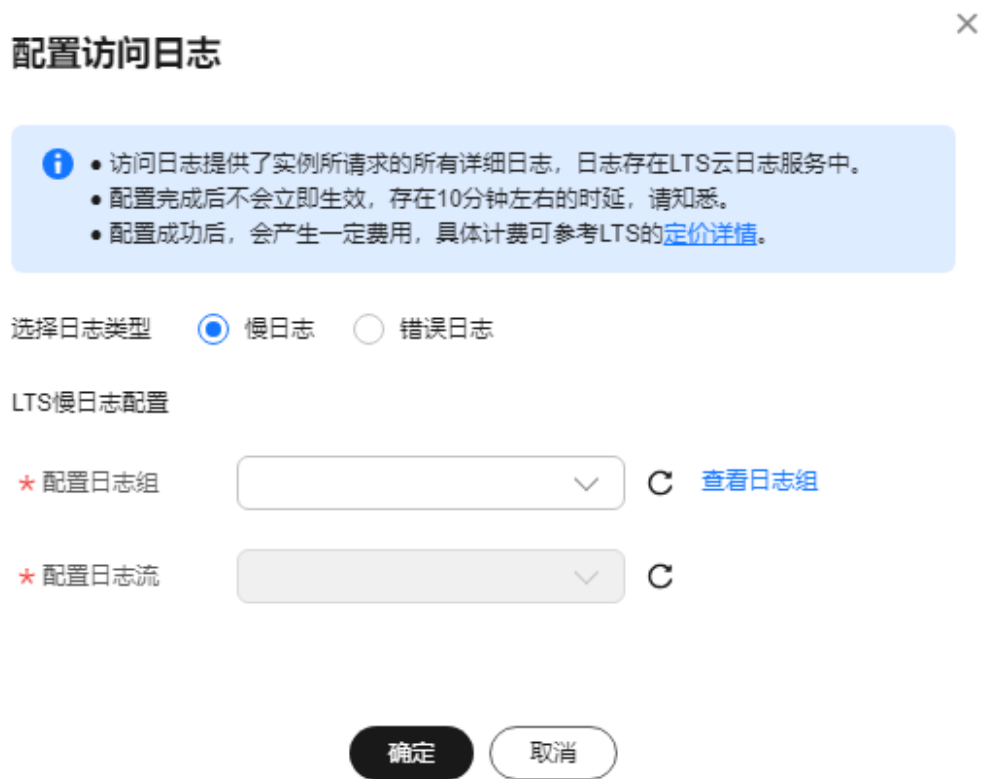 配置访问日志
● 访问日志提供了实例所请求的所有详细日志，日志存在LTS云日志服务中。
● 配置完成后不会立即生效，存在10分钟左右的时延，请知悉。
● 配置成功后，会产生一定费用，具体计费可参考LTS的定价详情。
选择日志类型 慢日志 错误日志
LTS慢日志配置
* 配置日志组 查看日志组
* 配置日志流
确定 取消